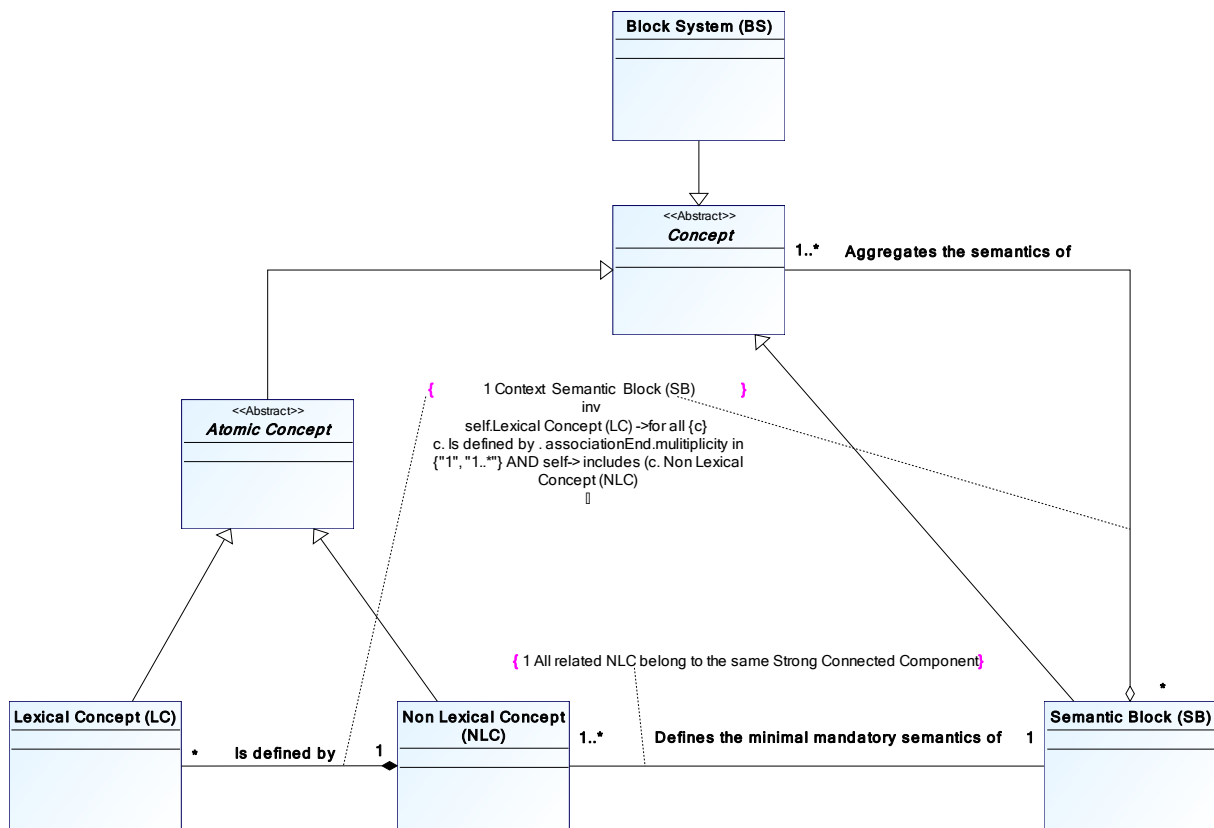 Block System (BS)
<<Abstract>>
Concept
1..* Aggregates the semantics of
{ 1 Context Semantic Block (SB) }
inv
self.Lexical Concept (LC) ->for all {c}
c. Is defined by . associationEnd.mulitiplicity in
{"1", "1..*"} AND self-> includes (c. Non Lexical
Concept (NLC)
▯
<<Abstract>>
Atomic Concept
{ 1 All related NLC belong to the same Strong Connected Component}
*
Lexical Concept (LC)
Non Lexical Concept
(NLC)
Semantic Block (SB)
* Is defined by 1
1..* Defines the minimal mandatory semantics of 1